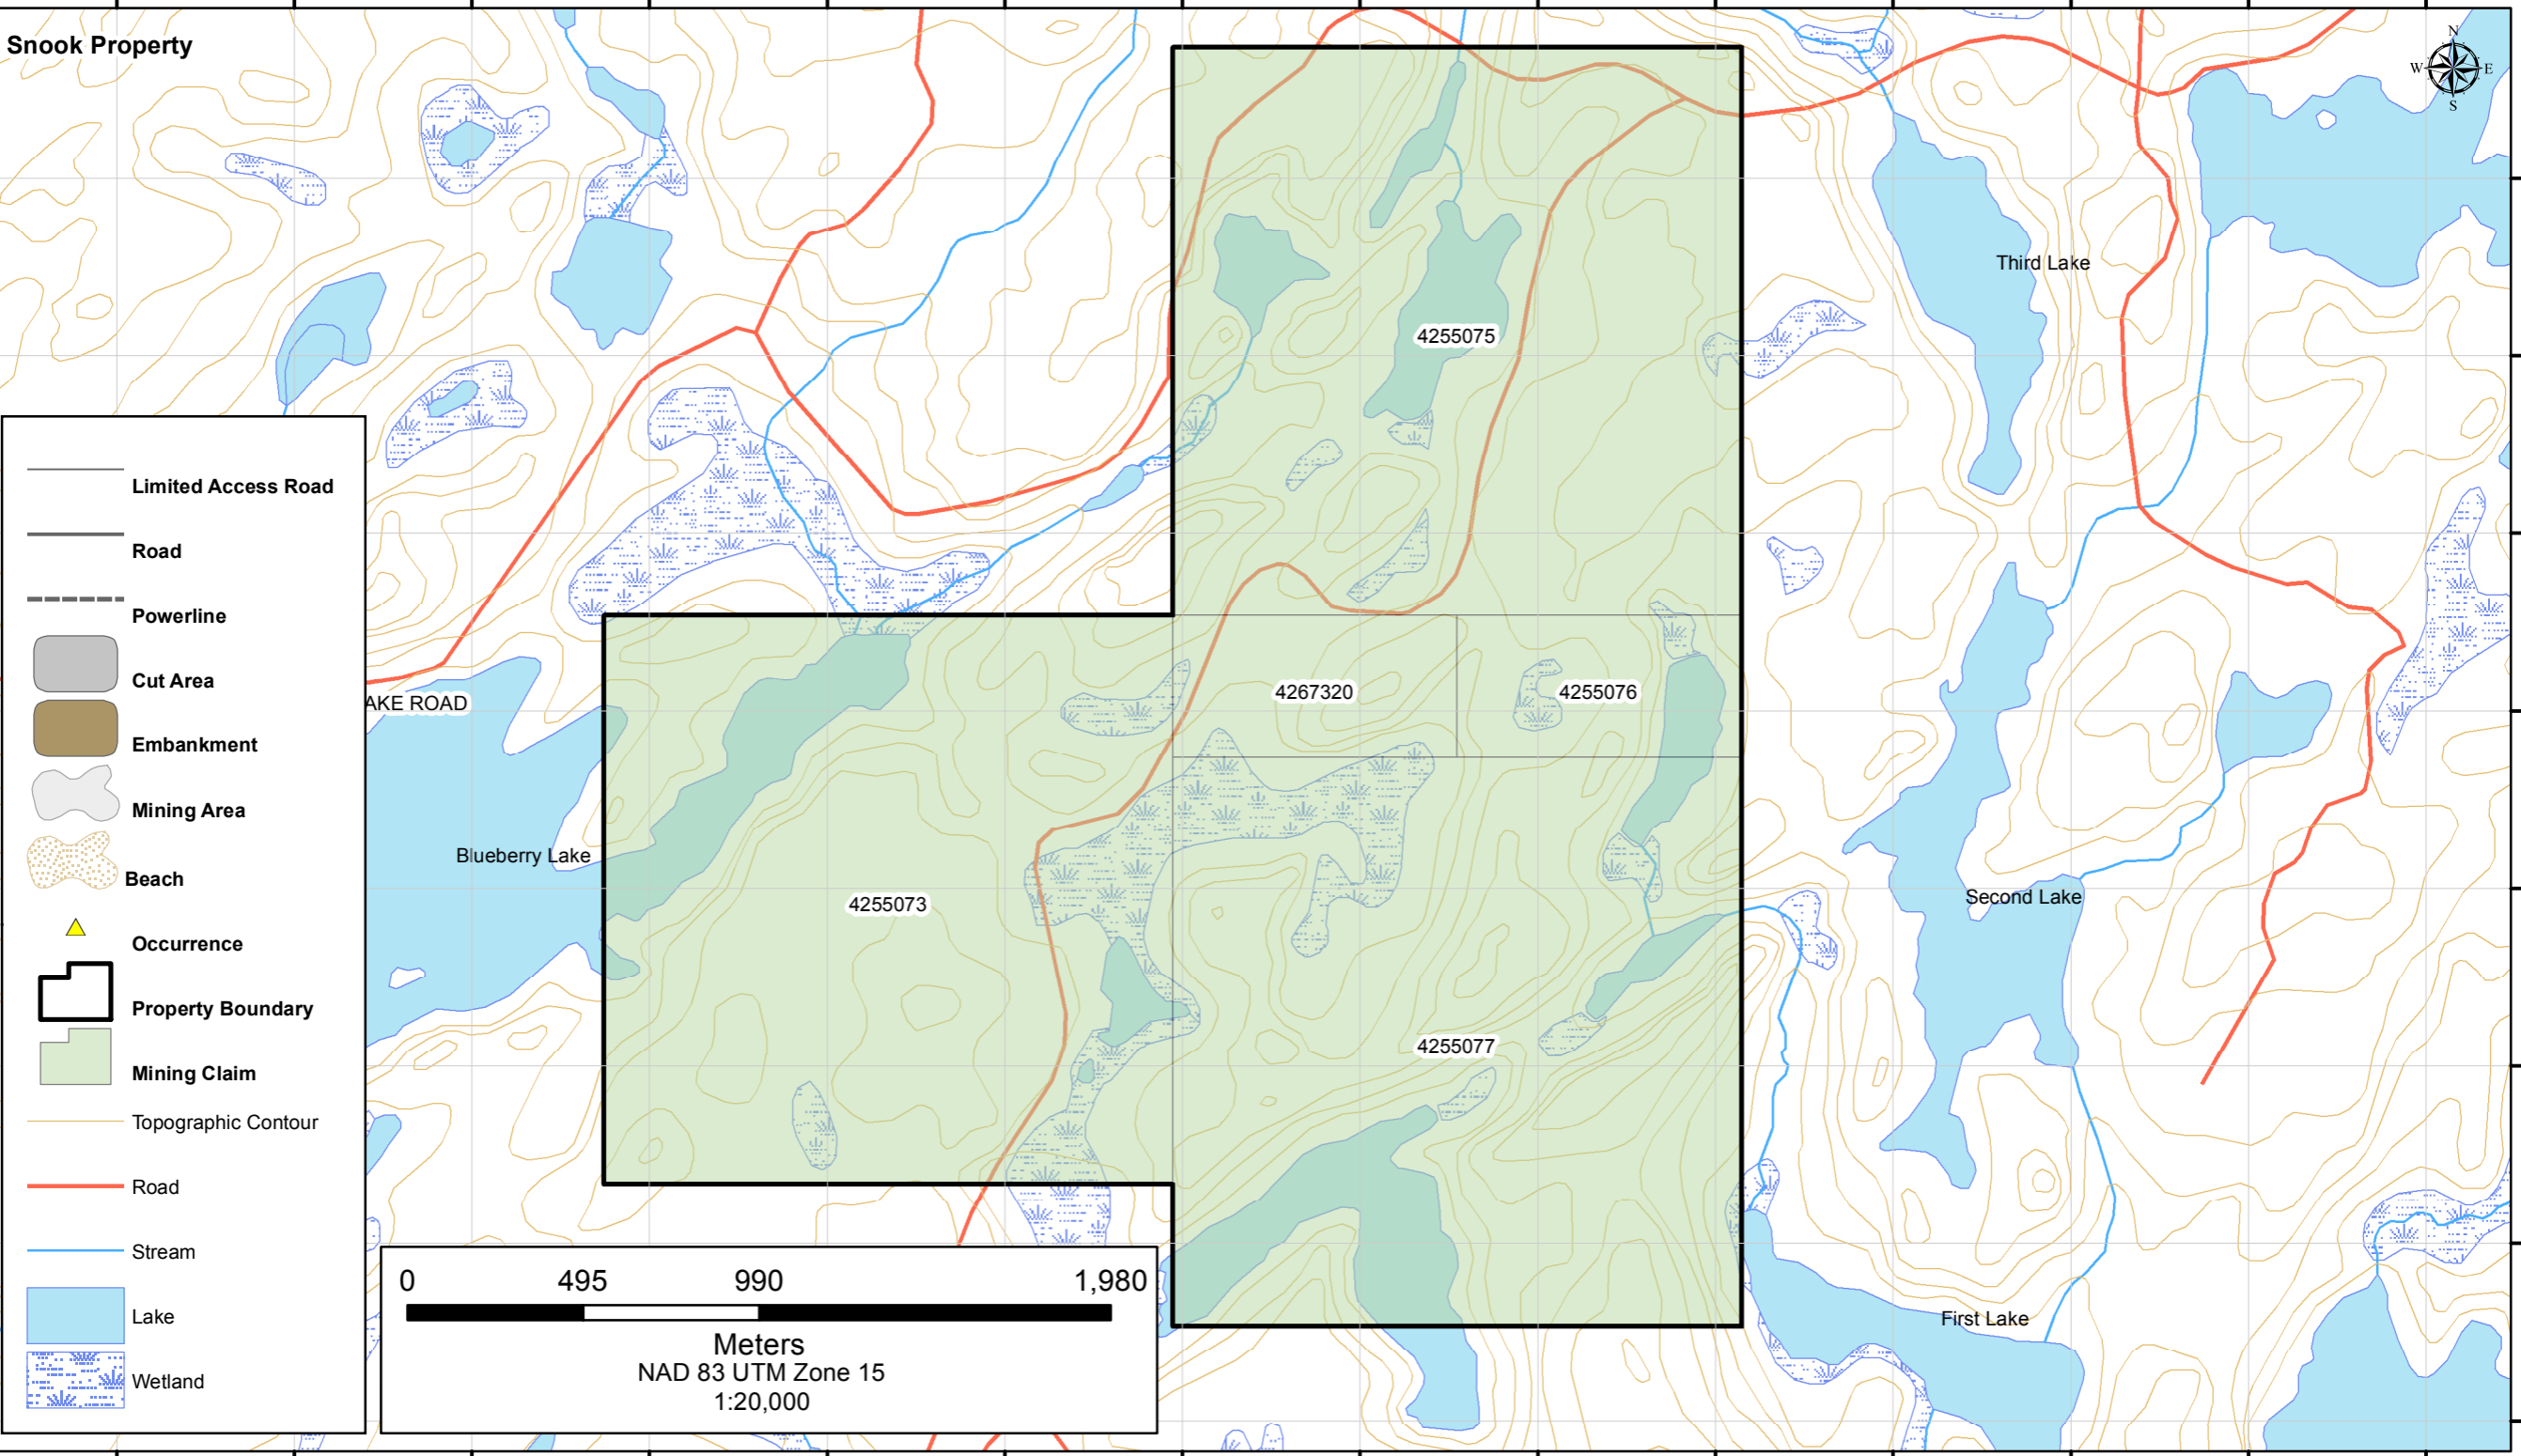 Snook Property
N
W E
S
Third Lake
4255075
Limited Access Road
Road
Powerline
Cut Area
Embankment
Mining Area
Beach
Occurrence
Property Boundary
Mining Claim
Topographic Contour
Road
Stream
Lake
Wetland
4267320
4255076
AKE ROAD
Blueberry Lake
4255073
Second Lake
4255077
First Lake
0 495 990 1,980
Meters
NAD 83 UTM Zone 15
1:20,000